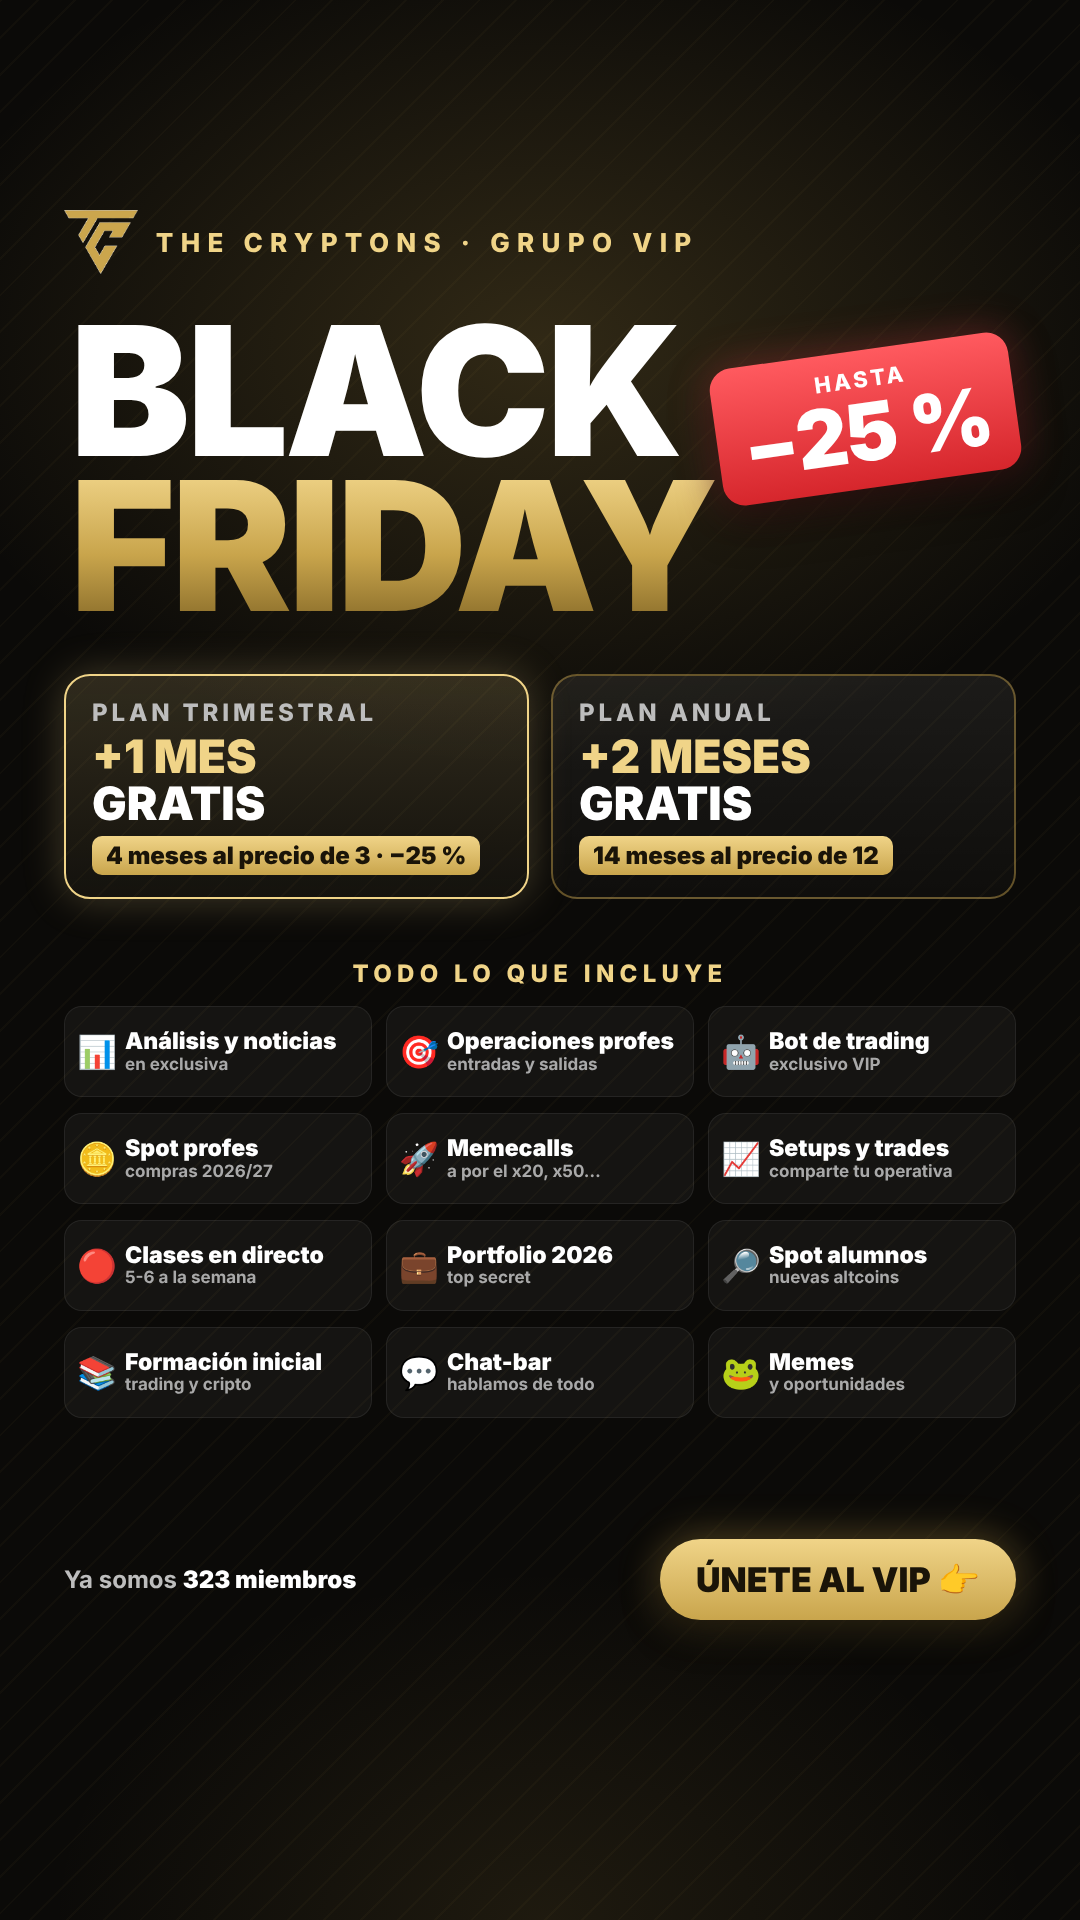 THE CRYPTONS · GRUPO VIP
BLACK
FRIDAY
HASTA
−25 %
PLAN TRIMESTRAL
+1 MES
GRATIS
4 meses al precio de 3 · −25 %
PLAN ANUAL
+2 MESES
GRATIS
14 meses al precio de 12
TODO LO QUE INCLUYE
Análisis y noticias
en exclusiva
Operaciones profes
entradas y salidas
Bot de trading
exclusivo VIP
Spot profes
compras 2026/27
Memecalls
a por el x20, x50...
Setups y trades
comparte tu operativa
Clases en directo
5-6 a la semana
Portfolio 2026
top secret
Spot alumnos
nuevas altcoins
Formación inicial
trading y cripto
Chat-bar
hablamos de todo
Memes
y oportunidades
Ya somos 323 miembros
ÚNETE AL VIP 👉